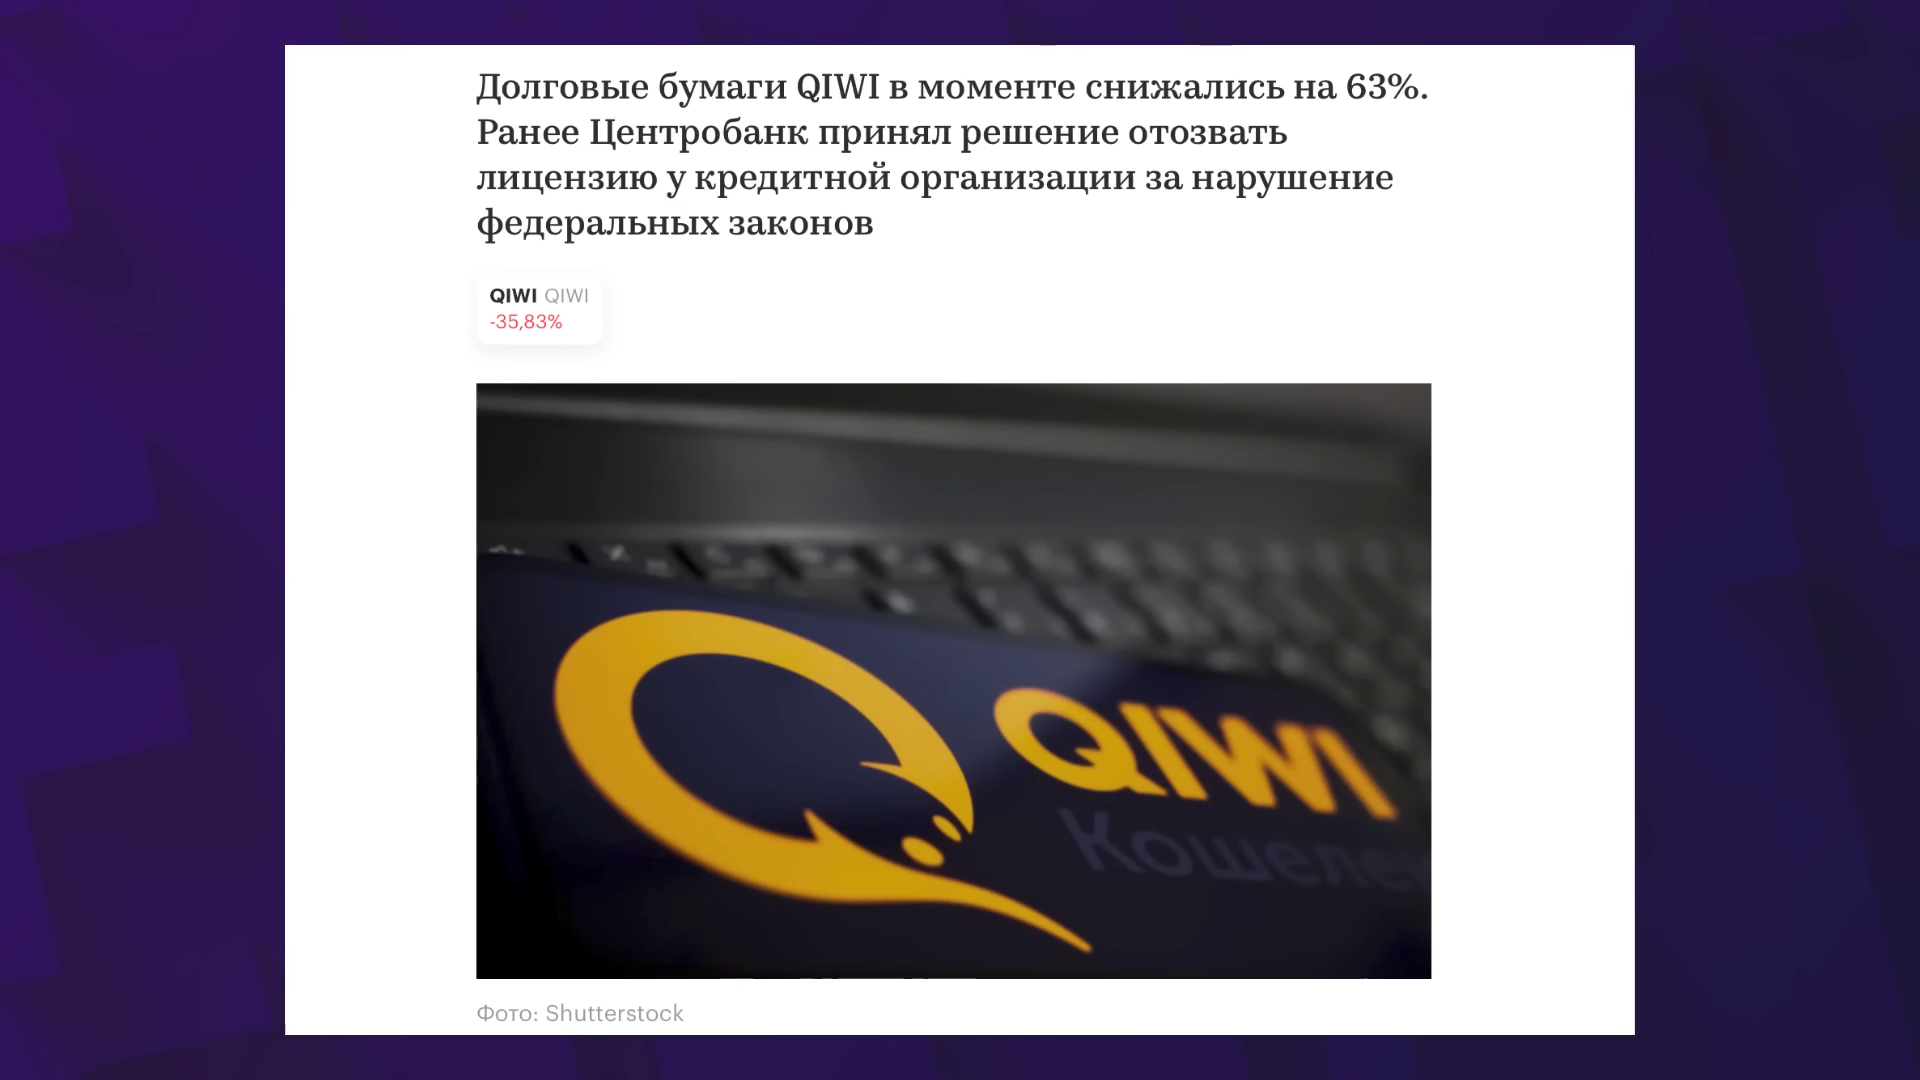 Долговые бумаги QIWI в моменте снижались на 63%.
Ранее Центробанк принял решение отозвать
лицензию у кредитной организации за нарушение
федеральных законов
QIWI QIWI
-35,83%
QIWI
Фото: Shutterstock